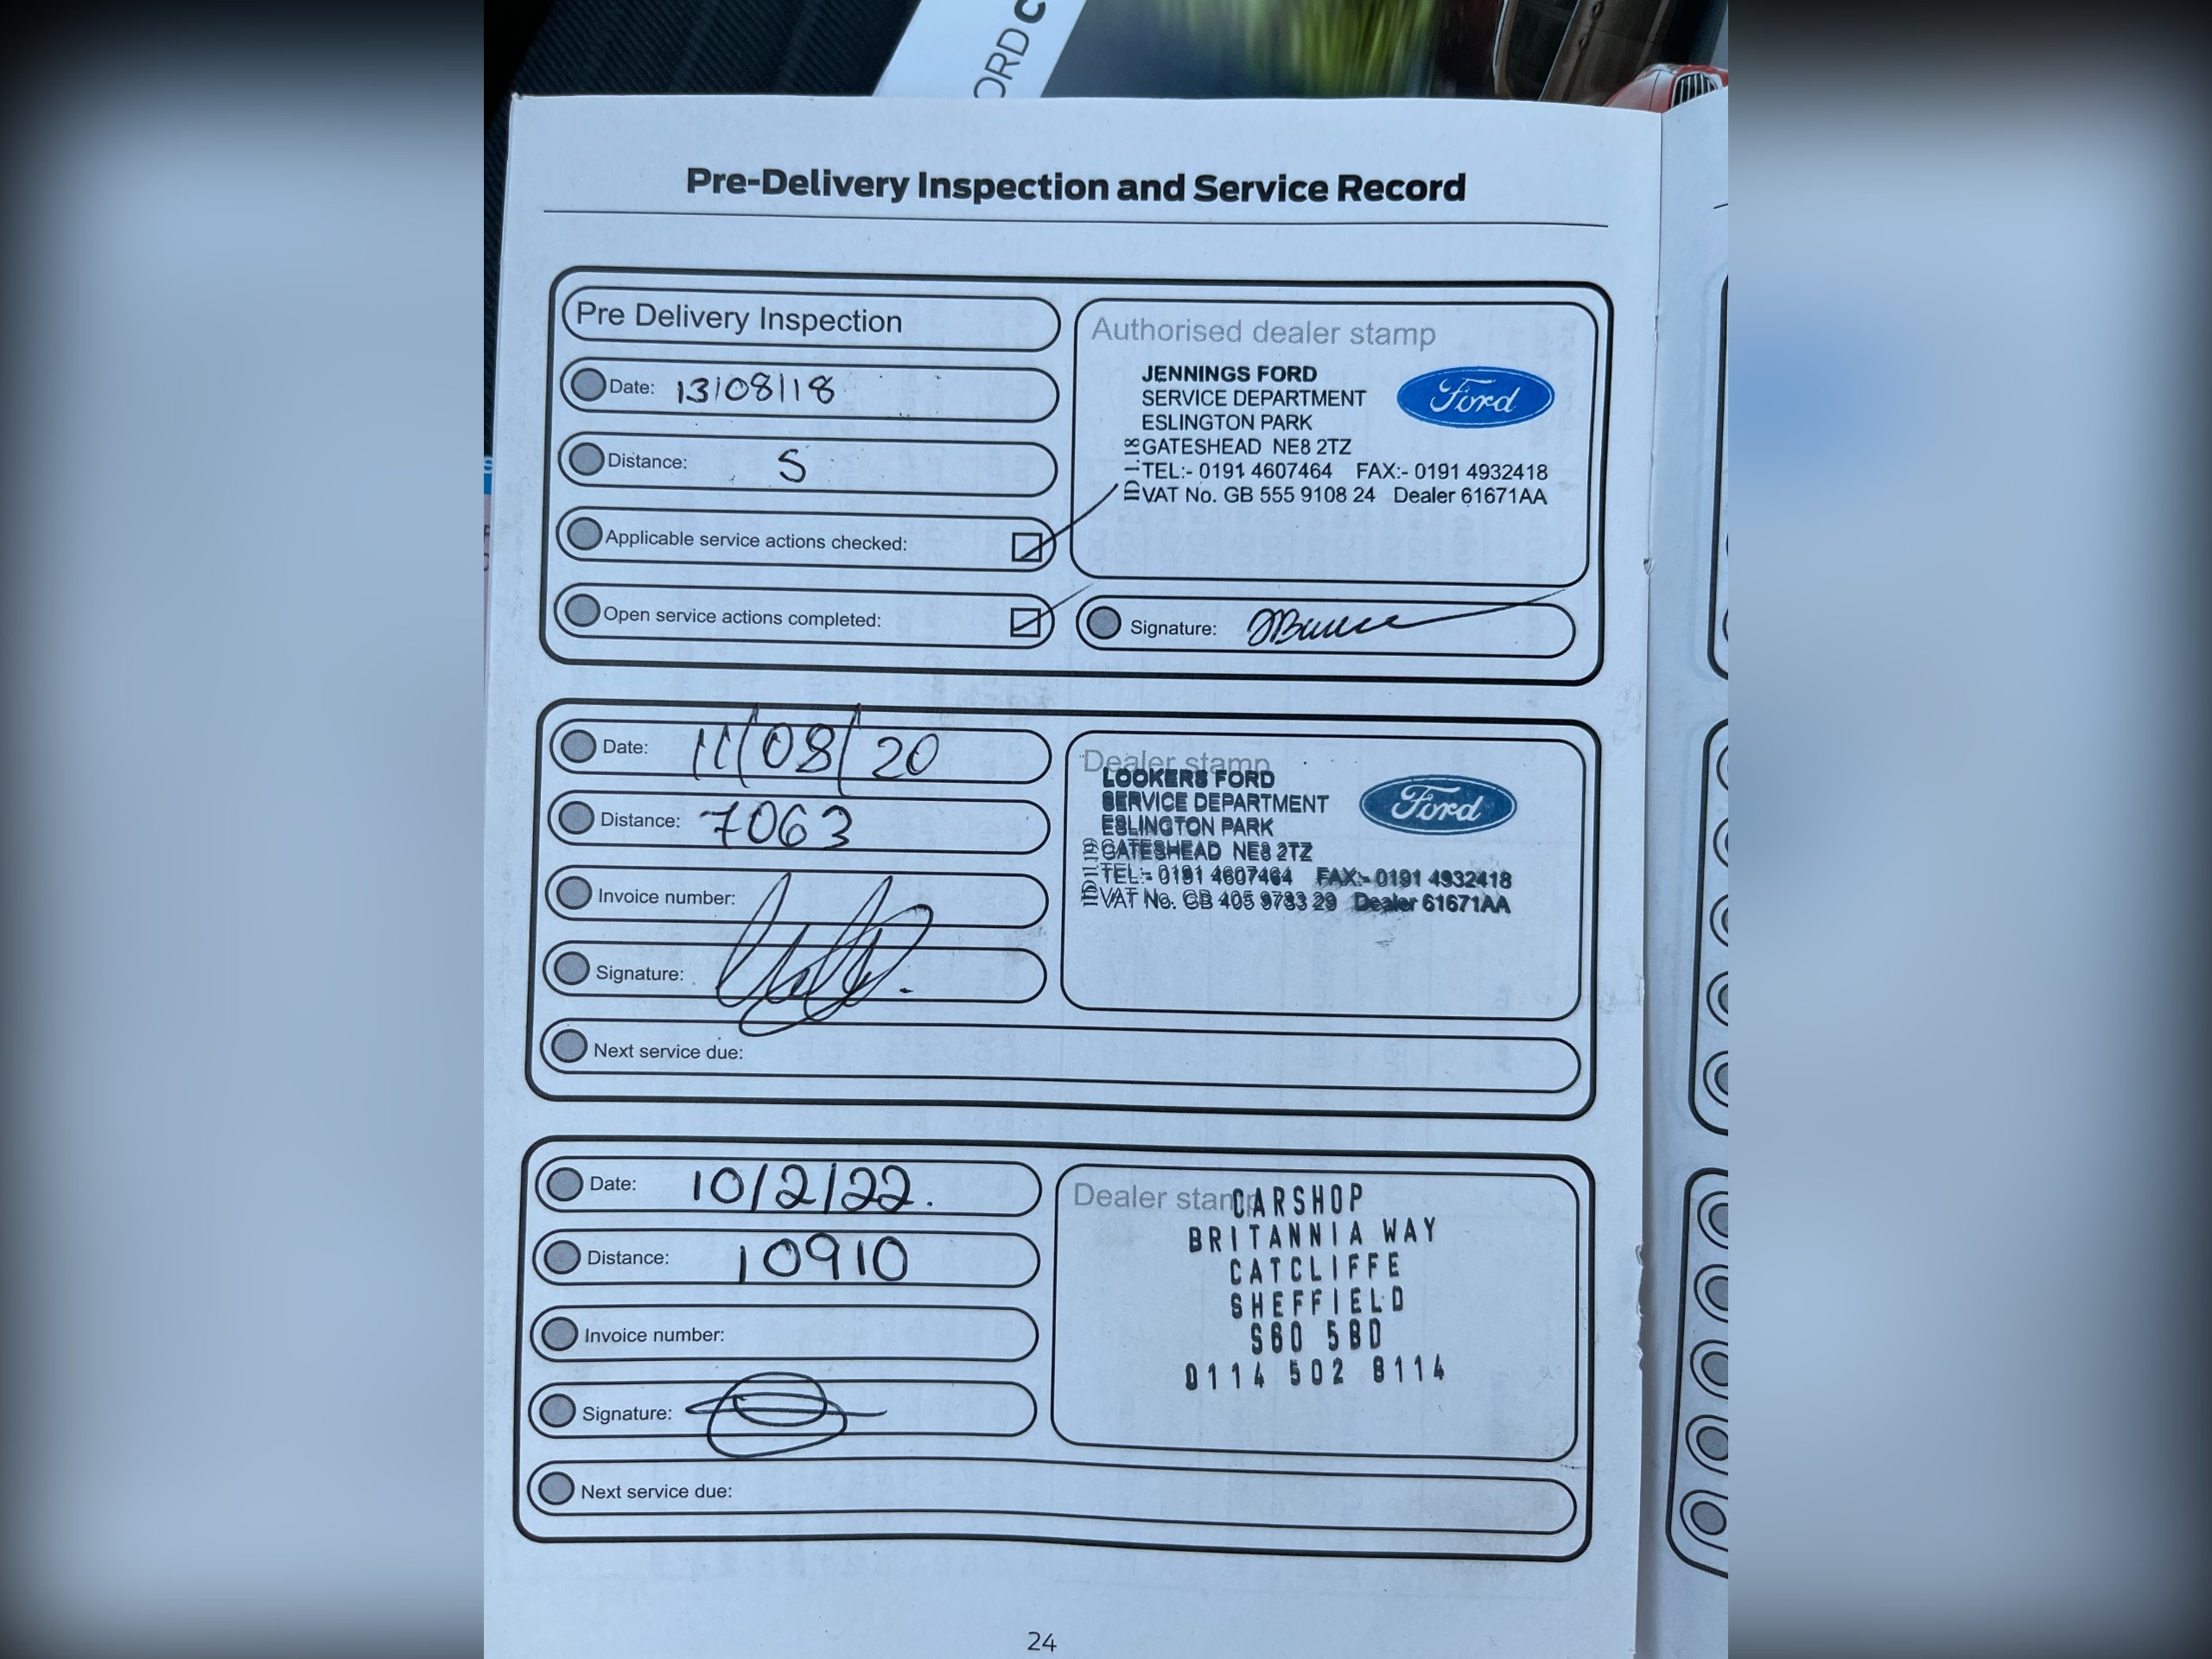 ORD C
Pre-Delivery Inspection and Service Record
Pre Delivery Inspection
Date: 13/08/18
Distance: 5
Applicable service actions checked:
Open service actions completed:
Authorised dealer stamp
JENNINGS FORD
SERVICE DEPARTMENT
ESLINGTON PARK
GATESHEAD NE8 2TZ
TEL:- 0191 4607464 FAX:- 0191 4932418
VAT No. GB 555 9108 24 Dealer 61671AA
Ford
Signature:
Date: 11/08/20
Distance: 7063
Invoice number:
Signature:
Next service due:
Dealer stamp
LOOKERS FORD
SERVICE DEPARTMENT
ESLINGTON PARK
GATESHEAD NE8 2TZ
TEL:- 0191 4607464 FAX:- 0191 4932418
VAT No. GB 405 9783 29 Dealer 61671AA
Ford
Date: 10/2/22.
Distance: 10910
Invoice number:
Signature:
Next service due:
Dealer stamp
CARSHOP
BRITANNIA WAY
CATCLIFFE
SHEFFIELD
S60 5BD
0114 502 8114
24